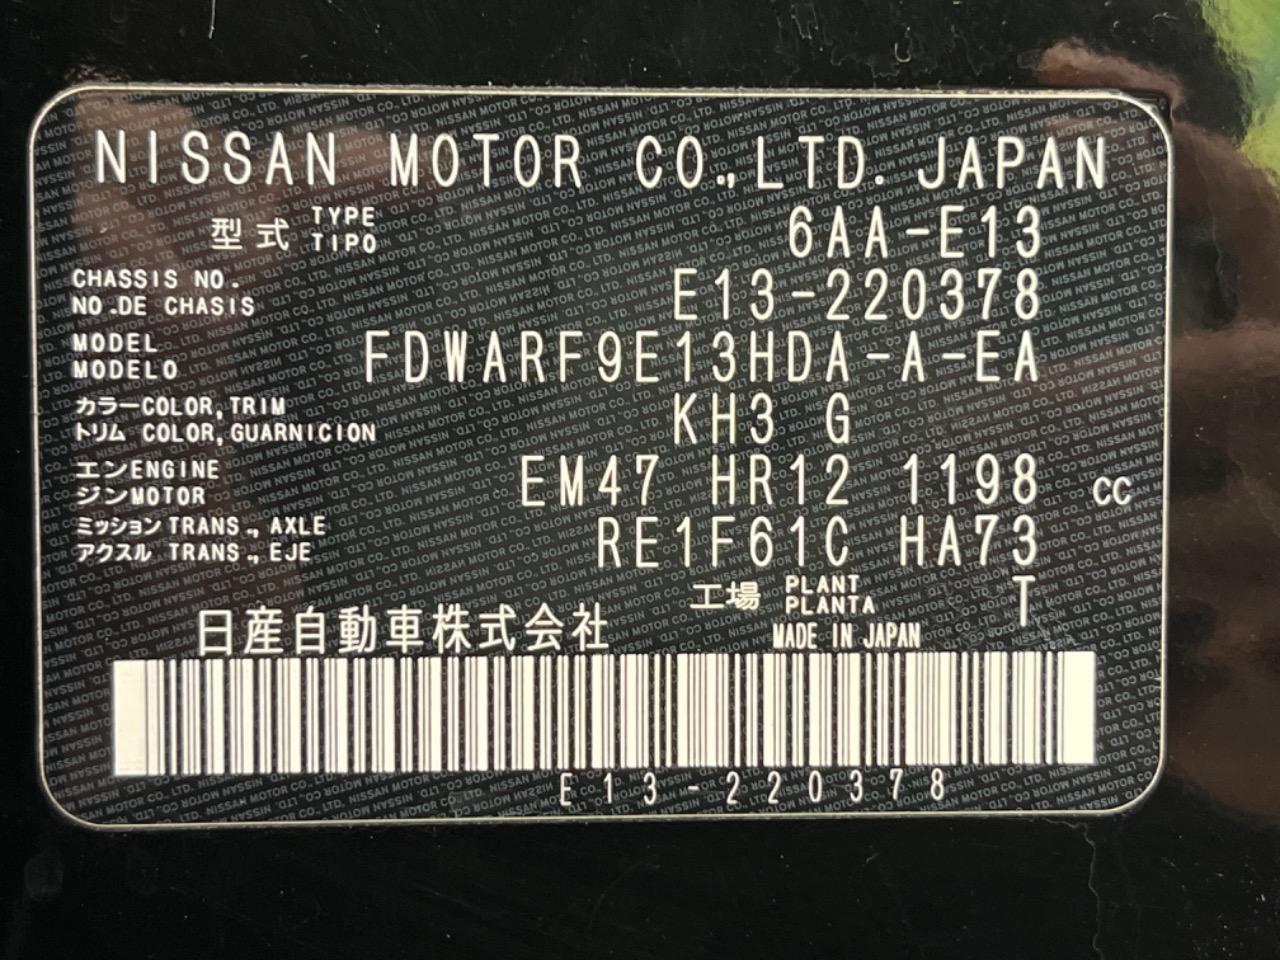 NISSAN MOTOR CO.,LTD. JAPAN
型式 TYPE TIPO 6AA-E13
CHASSIS NO. NO.DE CHASIS E13-220378
MODEL MODELO FDWARF9E13HDA-A-EA
カラーCOLOR,TRIM KH3 G
トリム COLOR,GUARNICION
エンENGINE EM47 HR12 1198 cc
ジンMOTOR
ミッションTRANS.,AXLE RE1F61C HA73
アクスル TRANS.,EJE
工場 PLANT PLANTA T
日産自動車株式会社 MADE IN JAPAN
E13-220378